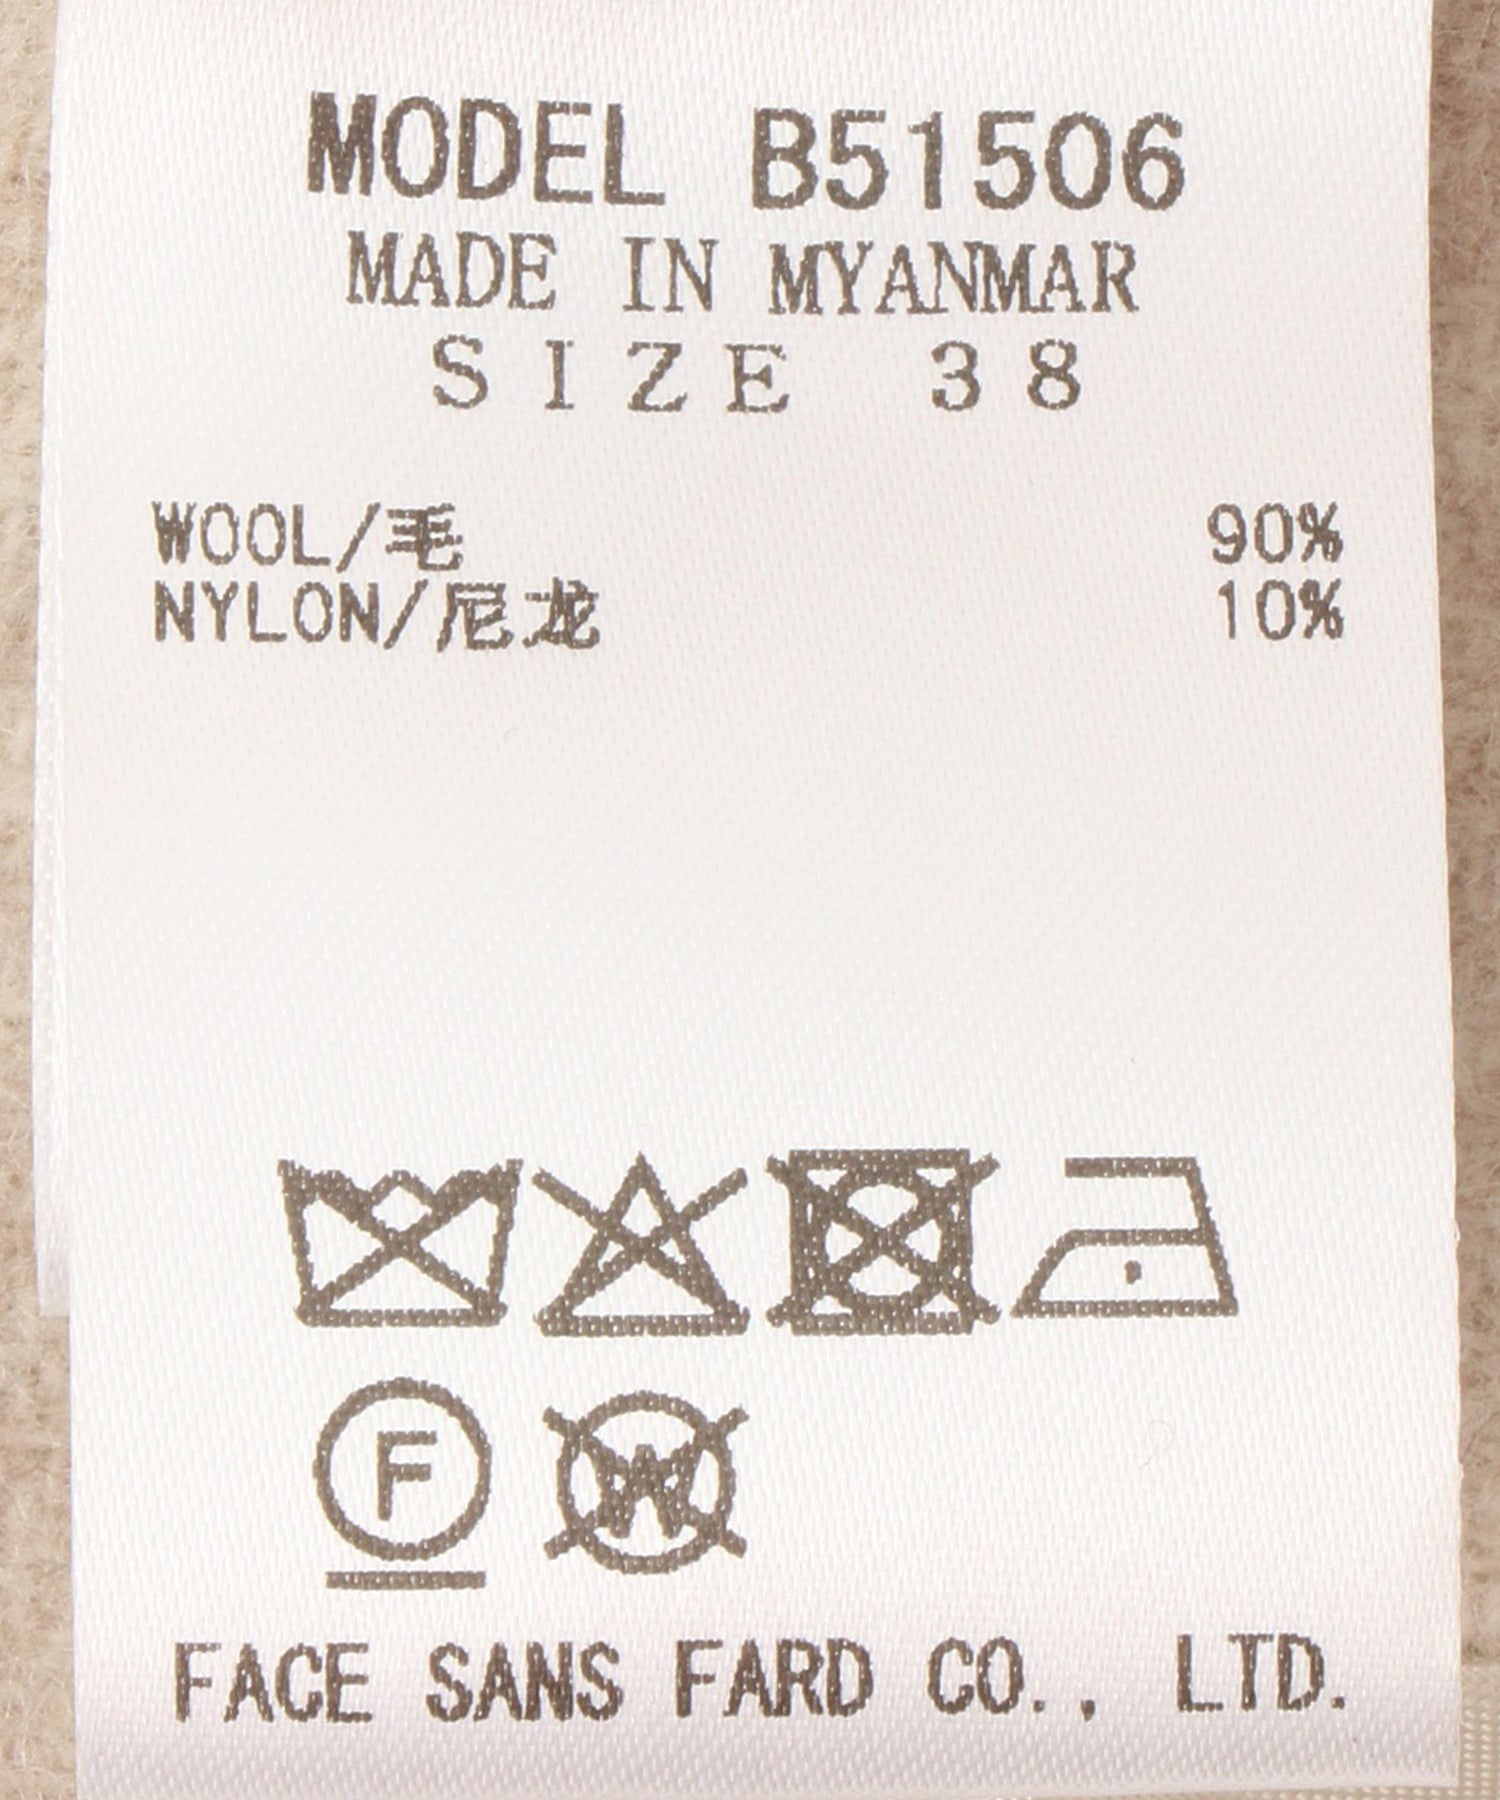 MODEL B51506
MADE IN MYANMAR
SIZE 38
WOOL/毛 90%
NYLON/尼龙 10%
F
W
FACE SANS FARD CO., LTD.